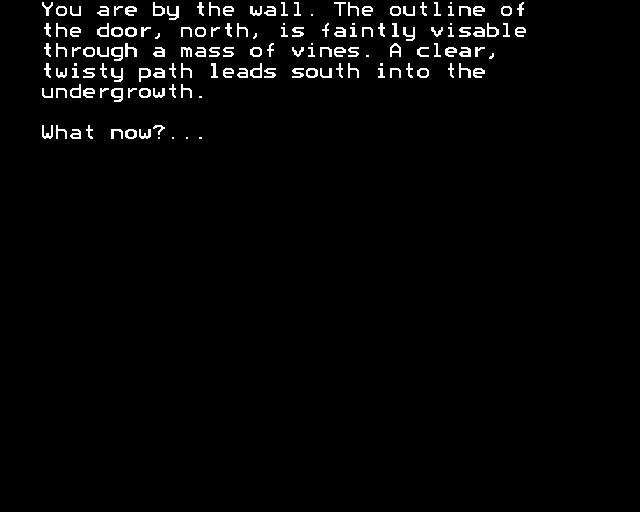 You are by the wall. The outline of
the door, north, is faintly visable
through a mass of vines. A clear,
twisty path leads south into the
undergrowth.
What now?...